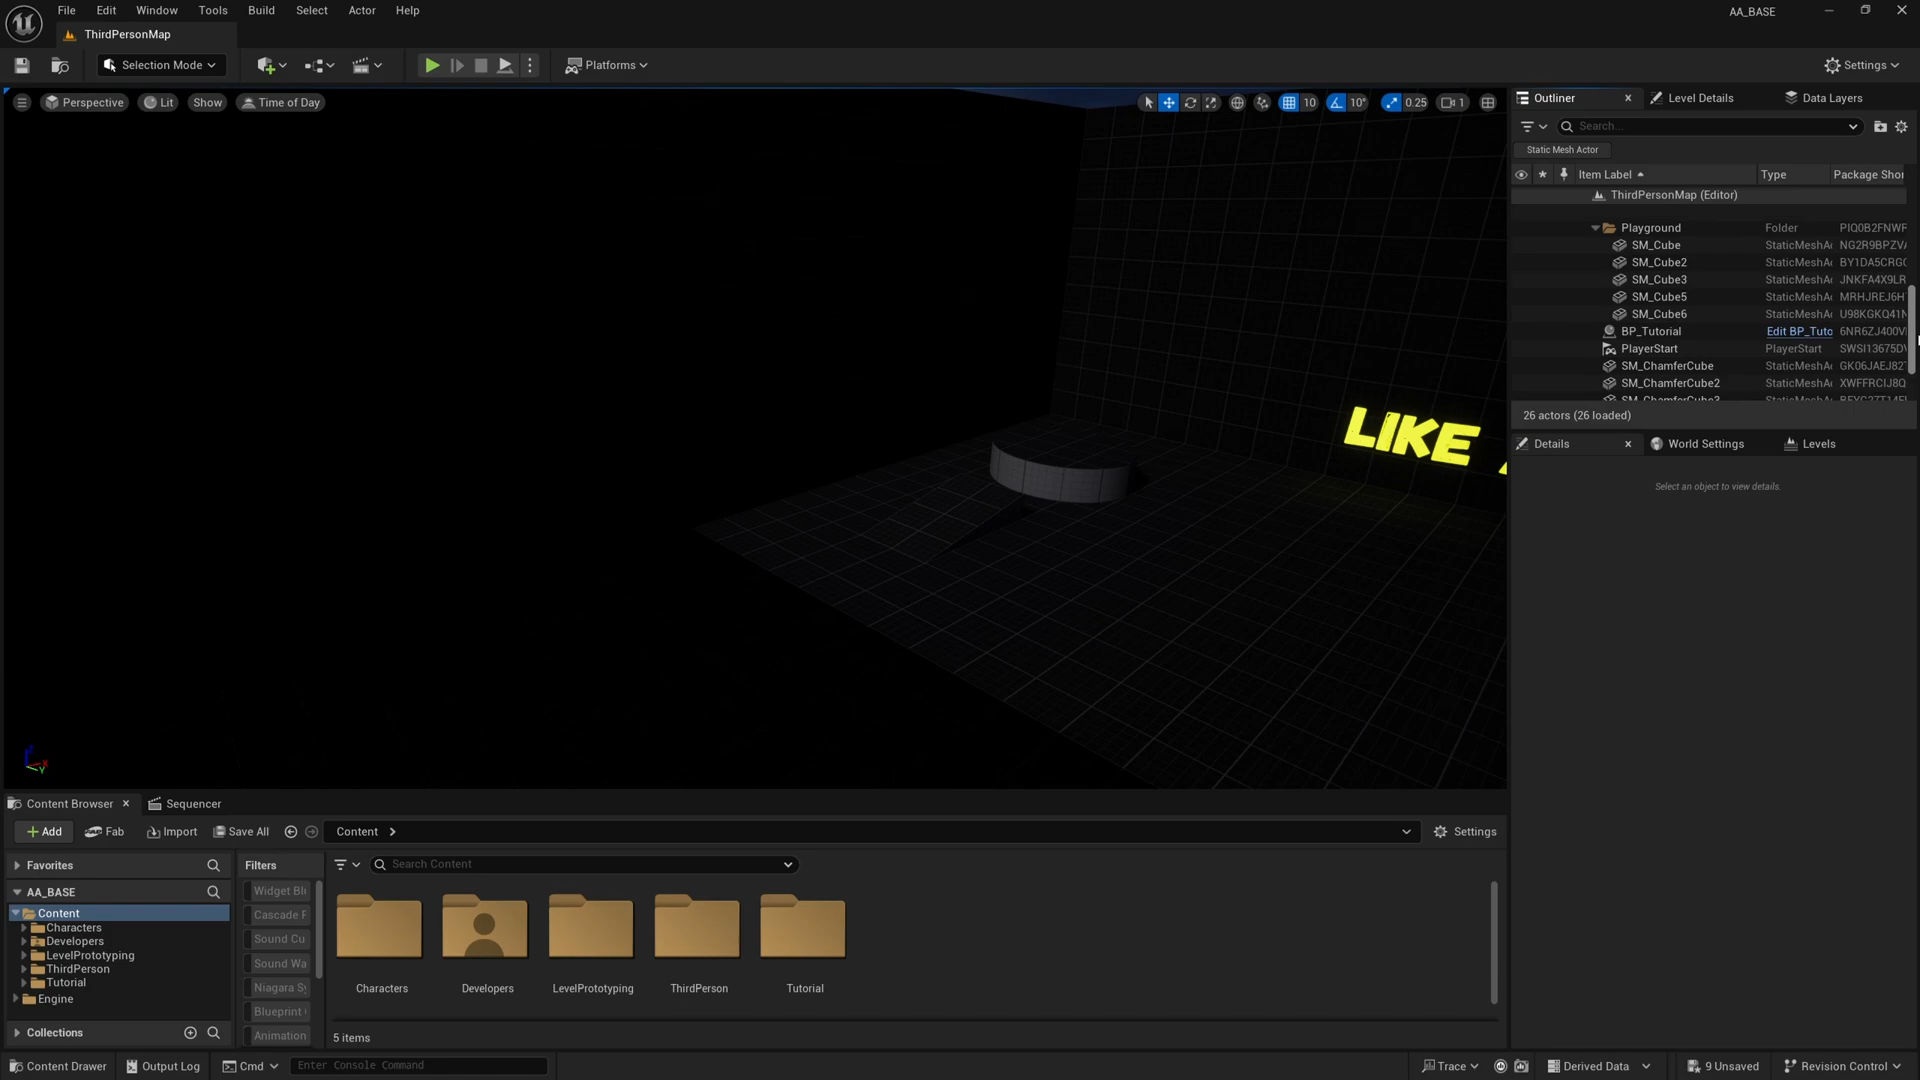 File Edit Window Tools Build Select Actor Help
AA_BASE
ThirdPersonMap
Selection Mode
Platforms
Settings
Perspective Lit Show Time of Day
10 10° 0.25 1
LIKE
Outliner Level Details Data Layers
Search...
Static Mesh Actor
Item Label Type Package Shor
ThirdPersonMap (Editor)
Playground Folder PIQ0B2FNWF
SM_Cube StaticMeshA NG2R9BPZV
SM_Cube2 StaticMeshA BY1DA5CRG
SM_Cube3 StaticMeshA JNKFA4X9LR
SM_Cube5 StaticMeshA MRHJREJ6H
SM_Cube6 StaticMeshA U98KGKQ41
BP_Tutorial Edit BP_Tuto 6NR6ZJ400V
PlayerStart PlayerStart SWSI13675D
SM_ChamferCube StaticMeshA GK06JAEJ82
SM_ChamferCube2 StaticMeshA XWFFRCIJ8Q
SM_ChamferCube3 StaticMeshA
26 actors (26 loaded)
Details World Settings Levels
Select an object to view details.
Content Browser Sequencer
Add Fab Import Save All Content
Settings
Favorites
AA_BASE
Content
Characters
Developers
LevelPrototyping
ThirdPerson
Tutorial
Engine
Collections
Filters
Widget Bl
Cascade F
Sound Cu
Sound Wa
Niagara Sy
Blueprint
Animation
Search Content
Characters Developers LevelPrototyping ThirdPerson Tutorial
5 items
Content Drawer Output Log Cmd Enter Console Command
Trace Derived Data 9 Unsaved Revision Control